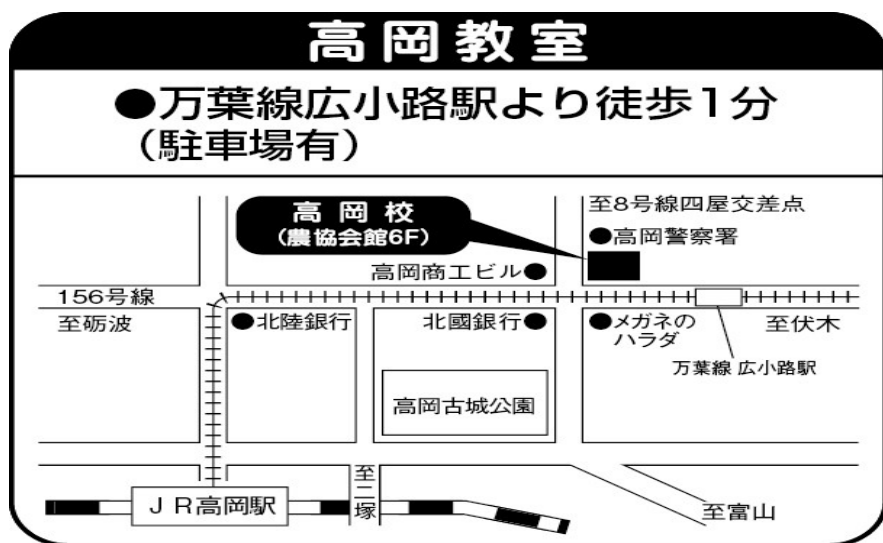 高岡教室
●万葉線広小路駅より徒歩1分
（駐車場有）
高岡校
（農協会館6F）
至8号線四屋交差点
●高岡警察署
高岡商工ビル●
156号線
至砺波
●北陸銀行
北國銀行●
●メガネの
ハラダ
至伏木
万葉線 広小路駅
高岡古城公園
JR高岡駅
至二塚
至富山